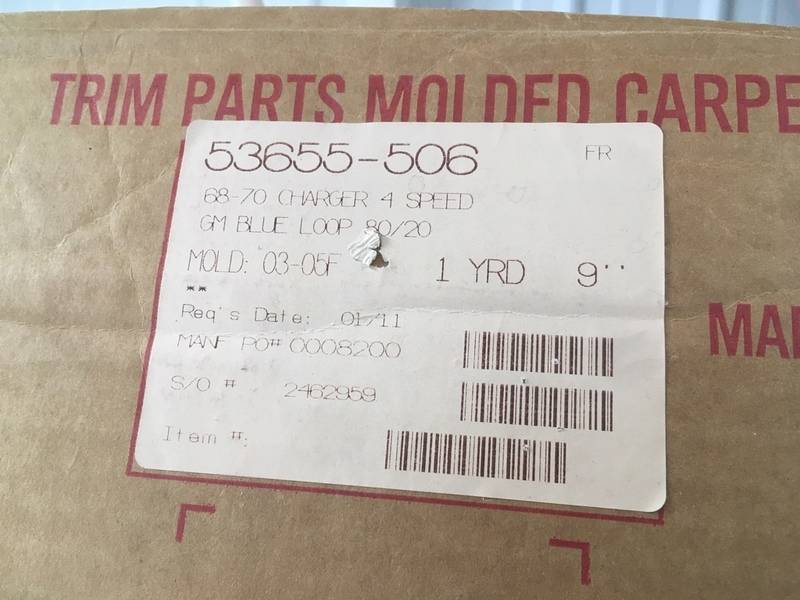 TRIM PARTS MOLDED CARPE
53655-506 FR
68-70 CHARGER 4 SPEED
GM BLUE LOOP 80/20
MOLD: 03-05F 1 YRD 9''
**
Req's Date: 01/11
MANF PO# 0008200
S/O # 2462959
Item #:
MA